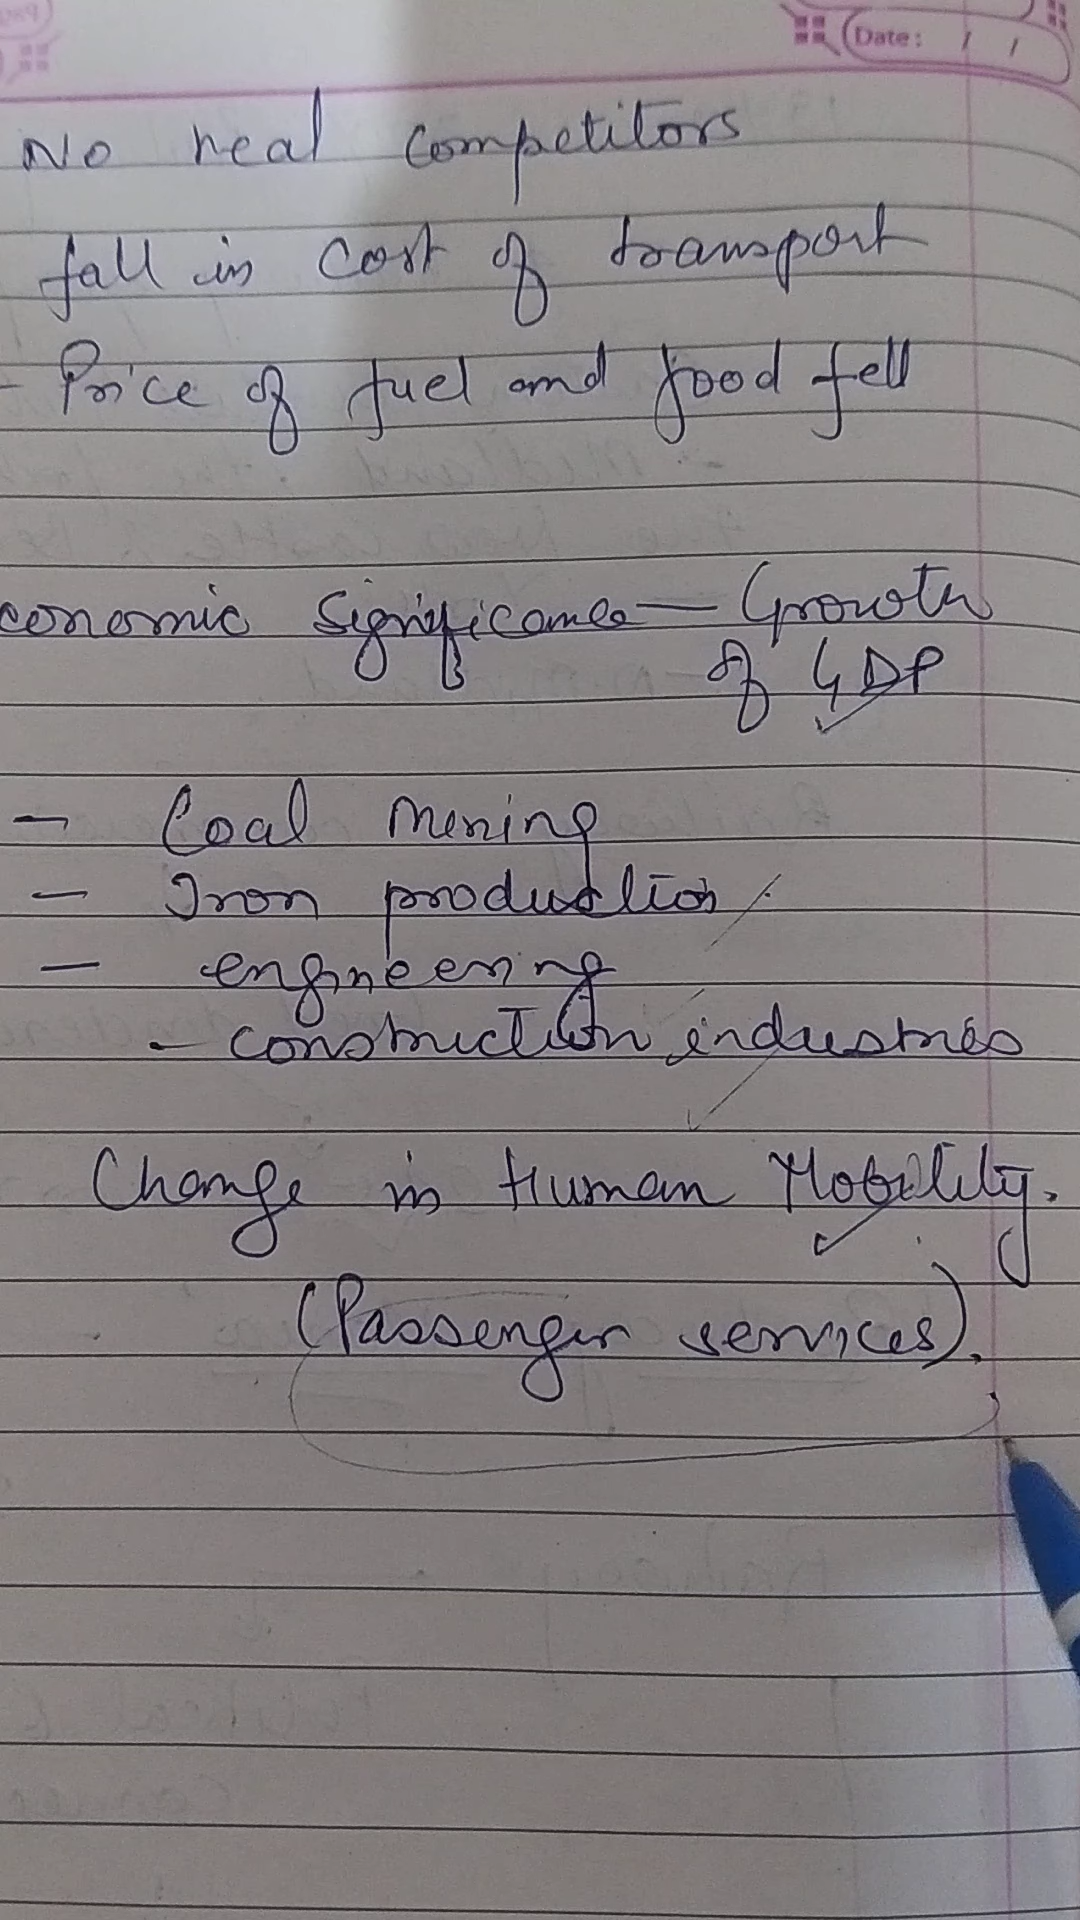 Date: / /
No real competitors
fall in cost of transport
- Price of fuel and food fell
conomic Significance — Growth
of GDP
- Coal mining
- Iron production
- engineering
- construction industries
Change in Human Mobility.
(Passenger services).